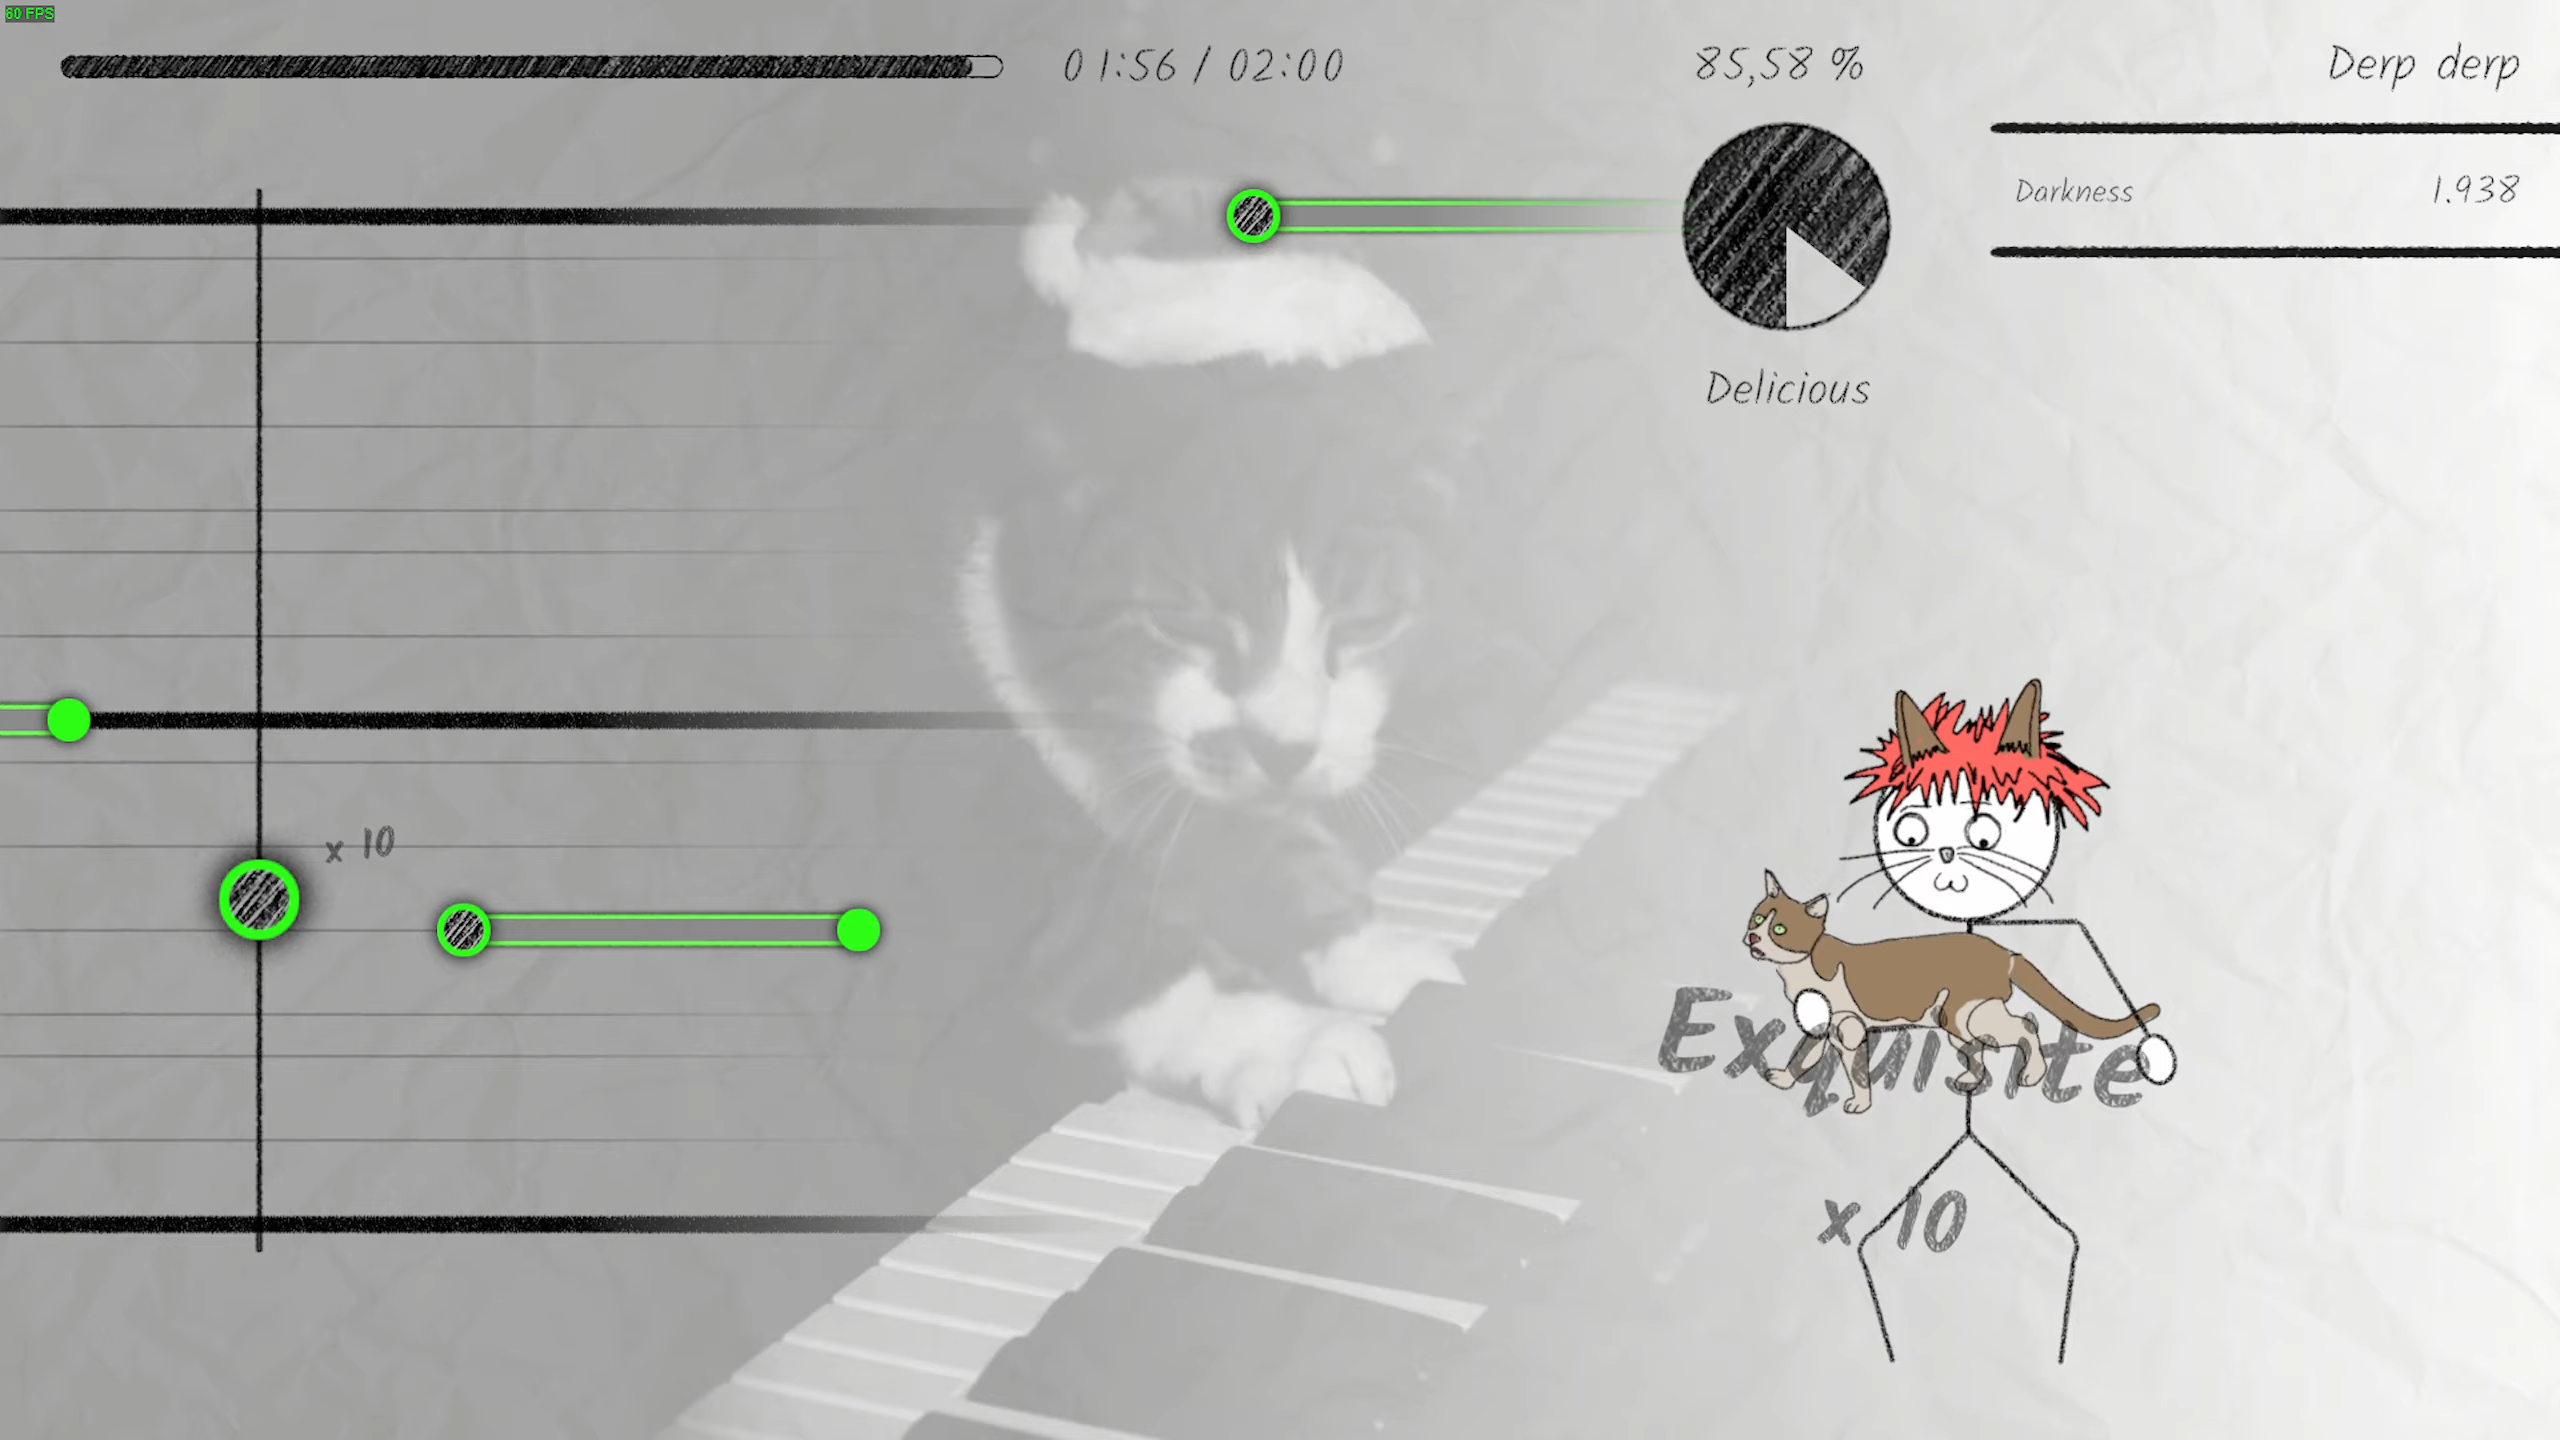 60 FPS
01:56 / 02:00
85,58 %
Derp derp
Darkness
1.938
Delicious
x 10
Exquisite
x 10